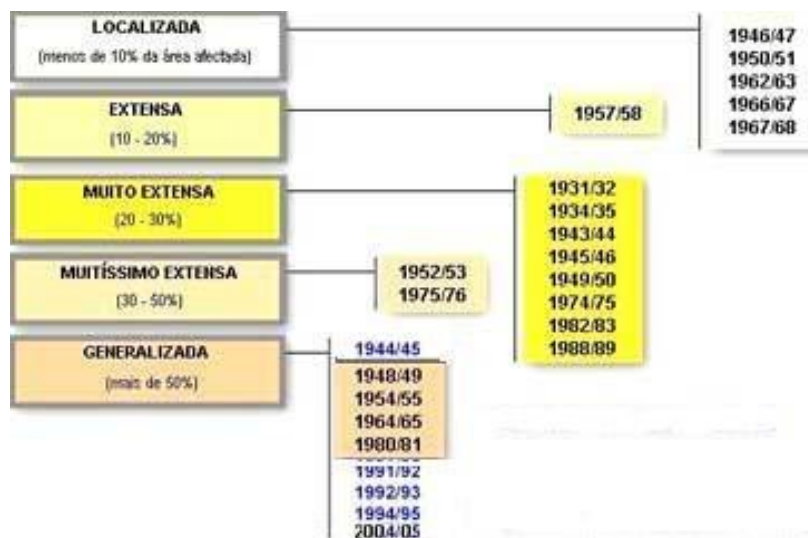 LOCALIZADA
(menos de 10% da área afectada)
1946/47
1950/51
1962/63
1966/67
1967/68
EXTENSA
(10 - 20%)
1957/58
MUITO EXTENSA
(20 - 30%)
1931/32
1934/35
1943/44
1945/46
1949/50
1974/75
1982/83
1988/89
MUITÍSSIMO EXTENSA
(30 - 50%)
1952/53
1975/76
GENERALIZADA
(mais de 50%)
1944/45
1948/49
1954/55
1964/65
1980/81
1991/92
1992/93
1994/95
2004/05